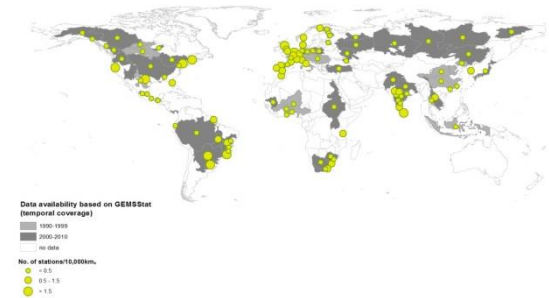 Data availability based on GEMSStat
(temporal coverage)
1990-1999
2000-2010
no data
No. of stations/10,000km₂
< 0.5
0.5 - 1.5
> 1.5